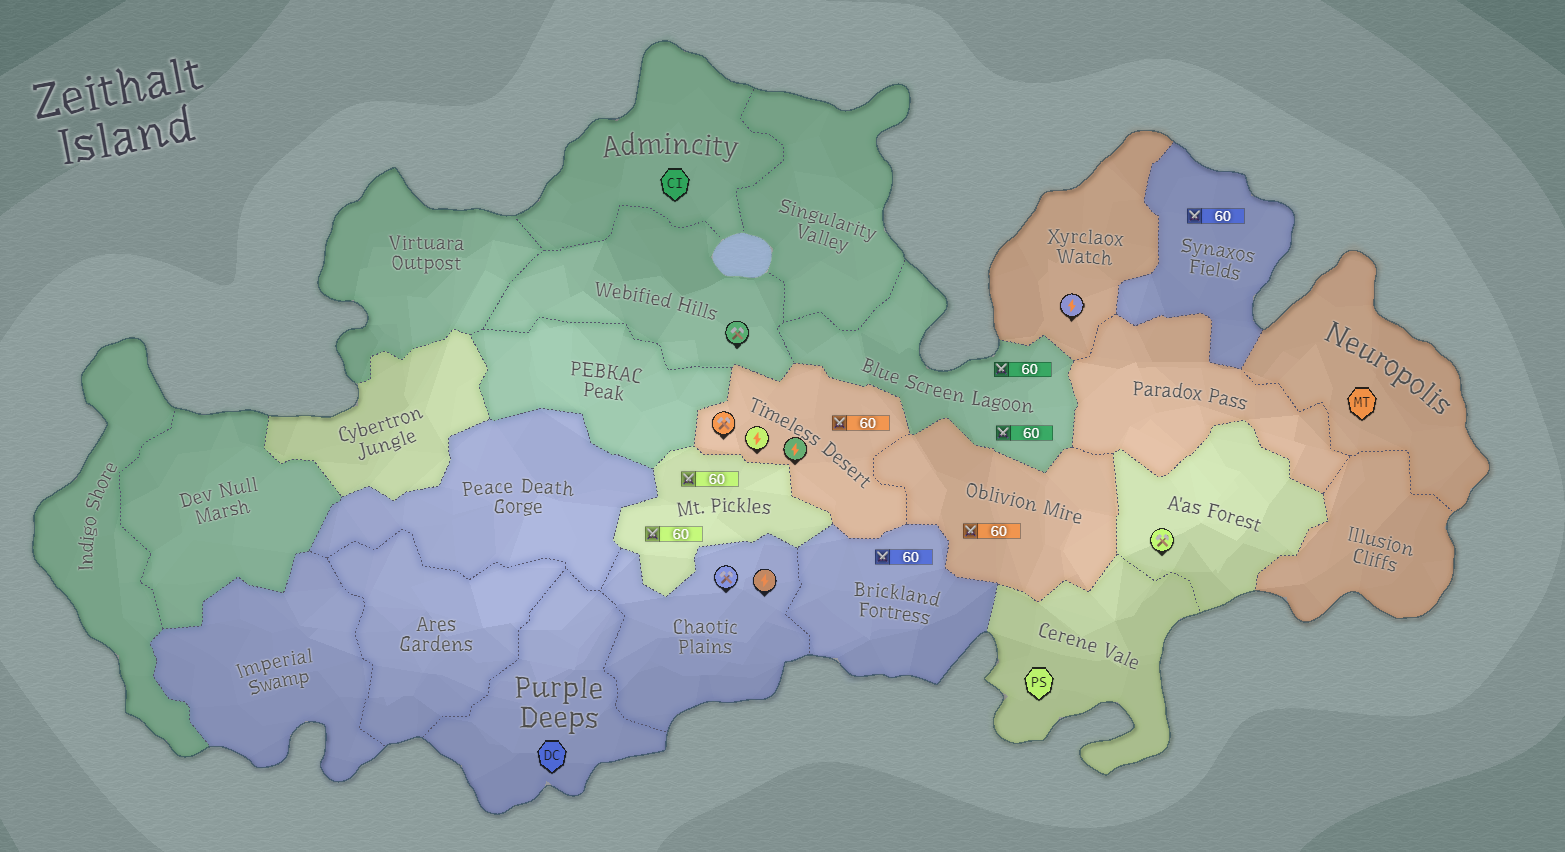 Zeithalt
Island
Admincity
CI
Singularity
Valley
Virtuara
Outpost
Webified Hills
Xyrclaox
Watch
60
Synaxos
Fields
Neuropolis
MT
PEBKAC
Peak
Blue Screen Lagoon
60
60
Paradox Pass
Timeless Desert
60
Cybertron
Jungle
Indigo Shore
Dev Null
Marsh
Peace Death
Gorge
60
Mt. Pickles
60
Oblivion Mire
60
A'as Forest
Illusion
Cliffs
60
Brickland
Fortress
Ares
Gardens
Chaotic
Plains
Cerene Vale
PS
Imperial
Swamp
Purple
Deeps
DC